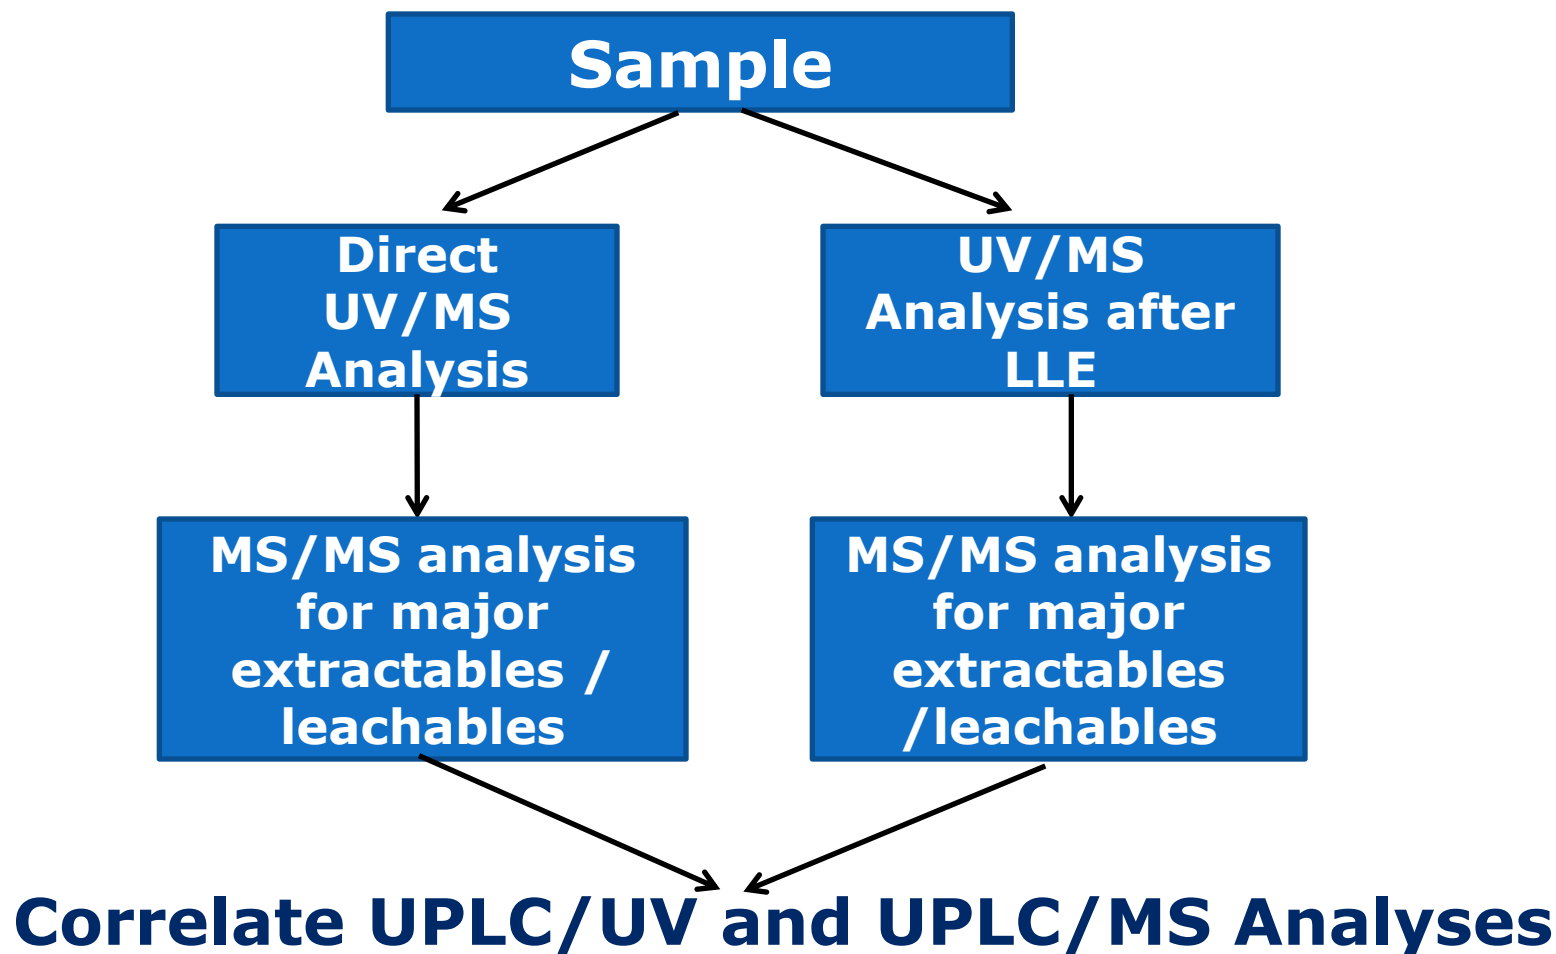 Sample
Direct
UV/MS
Analysis
UV/MS
Analysis after
LLE
MS/MS analysis
for major
extractables /
leachables
MS/MS analysis
for major
extractables
/leachables
Correlate UPLC/UV and UPLC/MS Analyses